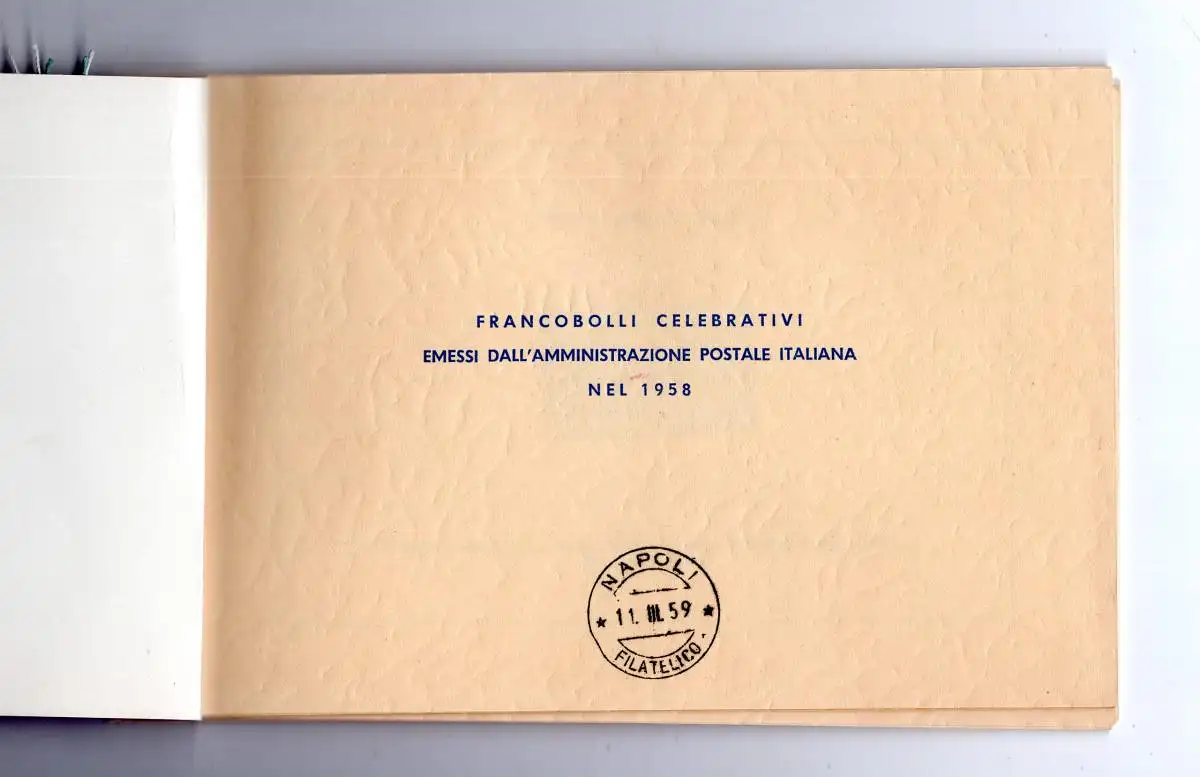 FRANCOBOLLI CELEBRATIVI
EMESSI DALL'AMMINISTRAZIONE POSTALE ITALIANA
NEL 1958
NAPOLI
* 11. III. 59 *
FILATELICO